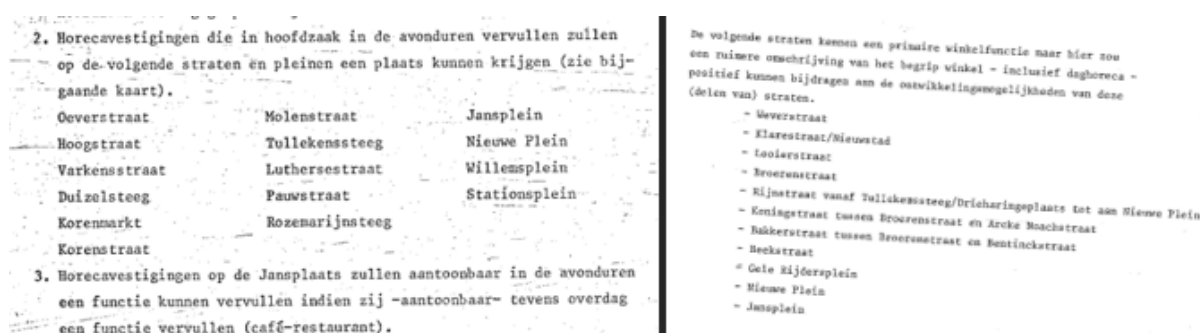 2. Horecavestigingen die in hoofdzaak in de avonduren vervullen zullen
op de volgende straten en pleinen een plaats kunnen krijgen (zie bij-
gaande kaart).
Oeverstraat Molenstraat Jansplein
Hoogstraat Tullekenssteeg Nieuwe Plein
Varkensstraat Luthersestraat Willemsplein
Duizelsteeg Pauwstraat Stationsplein
Korenmarkt Rozemarijnsteeg
Korenstraat
3. Horecavestigingen op de Jansplaats zullen aantoonbaar in de avonduren
een functie kunnen vervullen indien zij -aantoonbaar- tevens overdag
een functie vervullen (café-restaurant).
De volgende straten kennen een primaire winkelfunctie maar hier zou
een ruimere omschrijving van het begrip winkel - inclusief daghoreca -
positief kunnen bijdragen aan de ontwikkelingsmogelijkheden van deze
(delen van) straten.
- Weverstraat
- Klarestraat/Nieuwstad
- Looierstraat
- Broerenstraat
- Rijnstraat vanaf Tullekenssteeg/Drieharingeplaats tot aan Nieuwe Plein
- Koningstraat tussen Broerenstraat en Arcke Noachstraat
- Bakkerstraat tussen Broerenstraat en Bentinckstraat
- Beekstraat
- Gele Rijdersplein
- Nieuwe Plein
- Jansplein